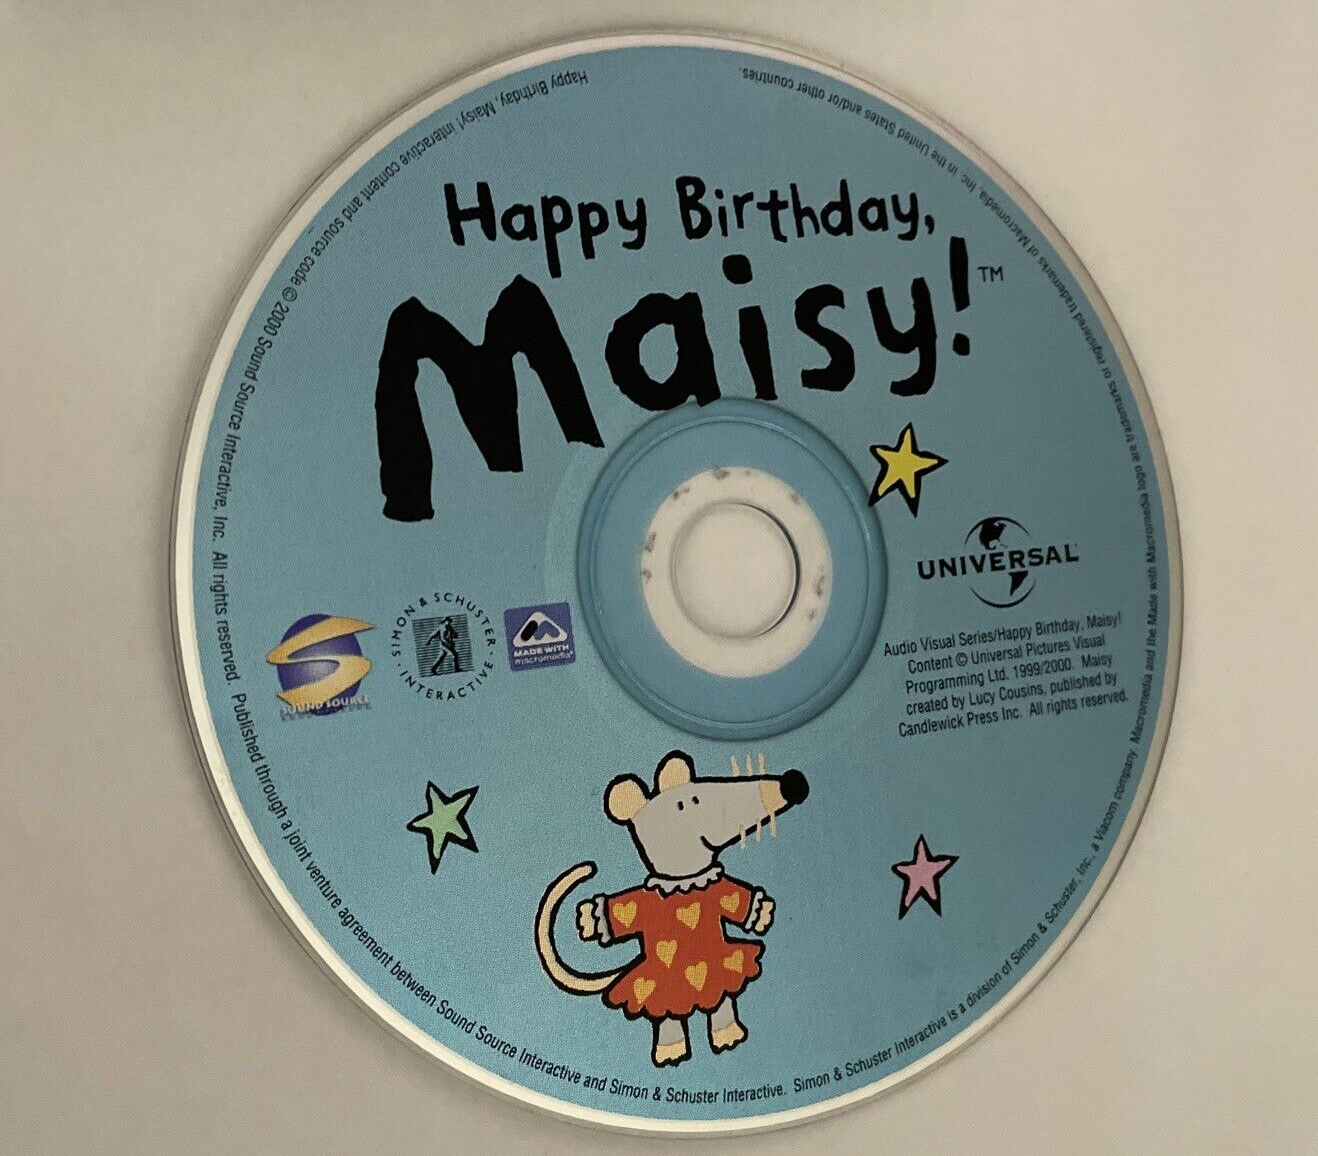 Happy Birthday,
Maisy!™
UNIVERSAL
Audio Visual Series/Happy Birthday, Maisy!
Content © Universal Pictures Visual
Programming Ltd. 1999/2000. Maisy
created by Lucy Cousins, published by
Candlewick Press Inc. All rights reserved.
S
SOUND SOURCE
· SIMON & SCHUSTER · INTERACTIVE
MADE WITH
macromedia®
Happy Birthday, Maisy! interactive content and source code © 2000 Sound Source Interactive, Inc. All rights reserved. Published through a joint venture agreement between Sound Source Interactive and Simon & Schuster Interactive. Simon & Schuster Interactive is a division of Simon & Schuster, Inc., a Viacom company. Macromedia and the Made with Macromedia logo are trademarks or registered trademarks of Macromedia, Inc. in the United States and/or other countries.